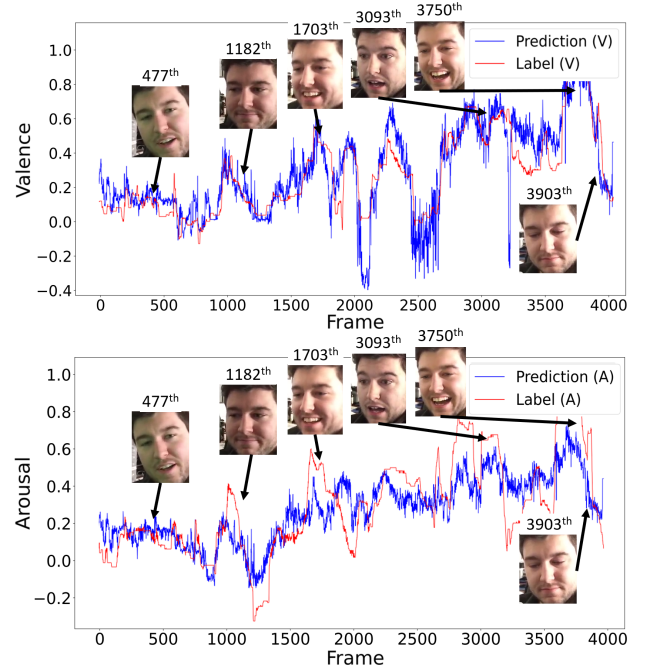 3750th
1703th
3093th
1182th
477th
Prediction (V)
Label (V)
1.0
0.8
0.6
0.4
0.2
0.0
−0.2
−0.4
Valence
3903th
0
500
1000
1500
2000
2500
3000
3500
4000
Frame
3750th
1703th
3093th
1182th
477th
Prediction (A)
Label (A)
1.0
0.8
0.6
0.4
0.2
0.0
−0.2
Arousal
3903th
0
500
1000
1500
2000
2500
3000
3500
4000
Frame